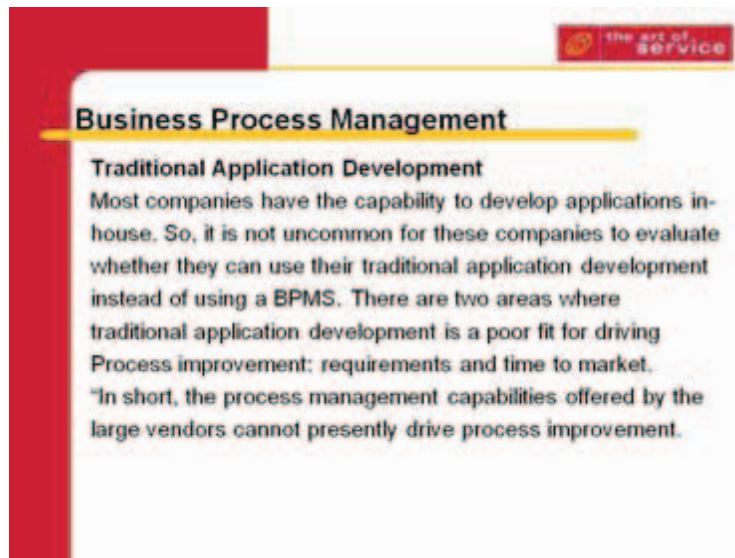 the art of
service
Business Process Management
Traditional Application Development
Most companies have the capability to develop applications in-
house. So, it is not uncommon for these companies to evaluate
whether they can use their traditional application development
instead of using a BPMS. There are two areas where
traditional application development is a poor fit for driving
Process improvement: requirements and time to market.
"In short, the process management capabilities offered by the
large vendors cannot presently drive process improvement.